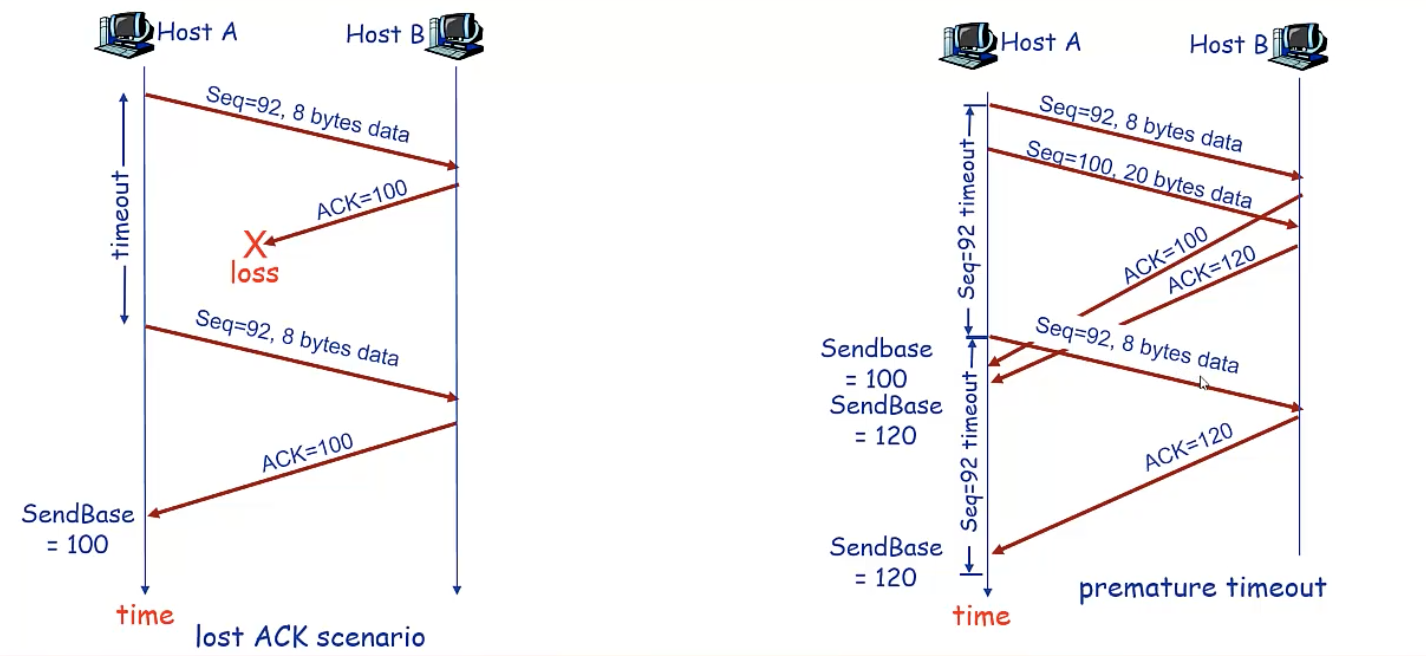 Host A
Host B
Seq=92, 8 bytes data
timeout
ACK=100
X
loss
Seq=92, 8 bytes data
ACK=100
SendBase
= 100
time
lost ACK scenario
Host A
Host B
Seq=92, 8 bytes data
Seq=100, 20 bytes data
Seq=92 timeout
ACK=100
ACK=120
Seq=92, 8 bytes data
Sendbase
= 100
SendBase
= 120
Seq=92 timeout
ACK=120
SendBase
= 120
premature timeout
time